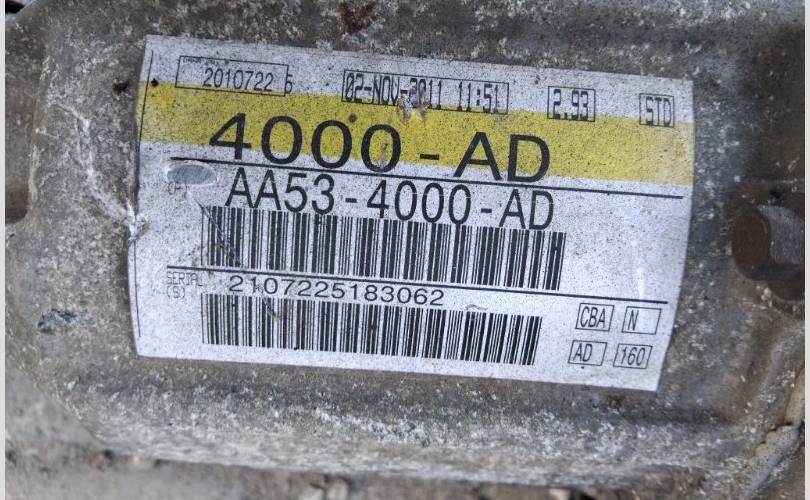 2010722 6 02-NOV-2011 11:51 2.93 STD
4000-AD
(P) AA53-4000-AD
SERIAL 2107225183062
(S)
CBA N
AD 160